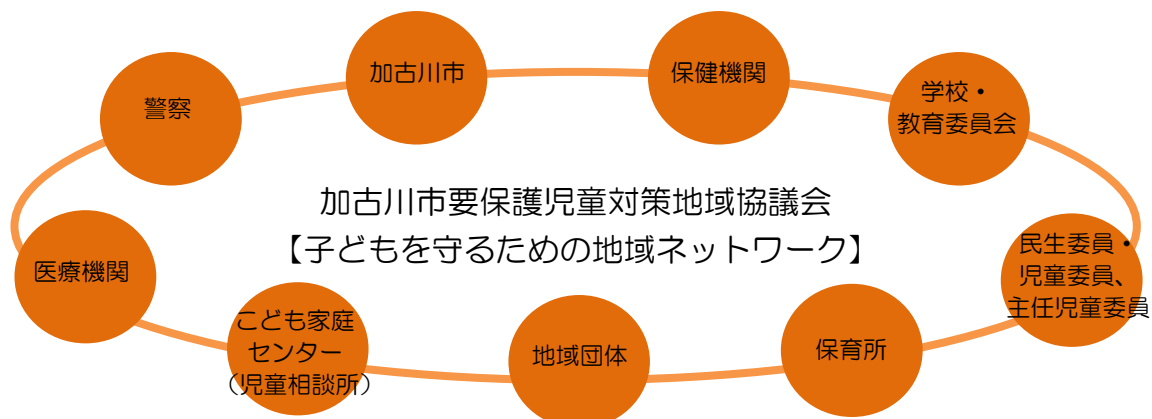 加古川市
保健機関
警察
学校・
教育委員会
加古川市要保護児童対策地域協議会
【子どもを守るための地域ネットワーク】
医療機関
民生委員・
児童委員、
主任児童委員
こども家庭
センター
（児童相談所）
地域団体
保育所